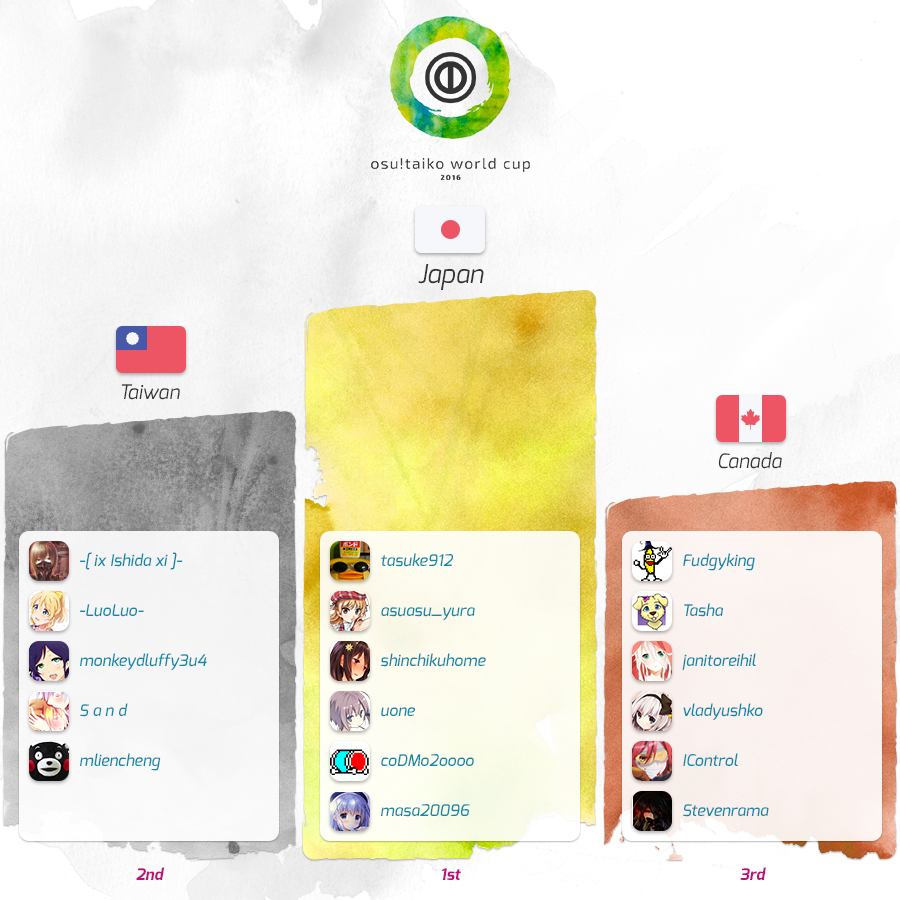 osu!taiko world cup
2016
Japan
Taiwan
Canada
-[ ix Ishida xi ]-
-LuoLuo-
monkeydluffy3u4
S a n d
mliencheng
tasuke912
asuasu_yura
shinchikuhome
uone
coDMo2oooo
masa20096
Fudgyking
Tasha
janitoreihil
vladyushko
IControl
Stevenrama
2nd
1st
3rd